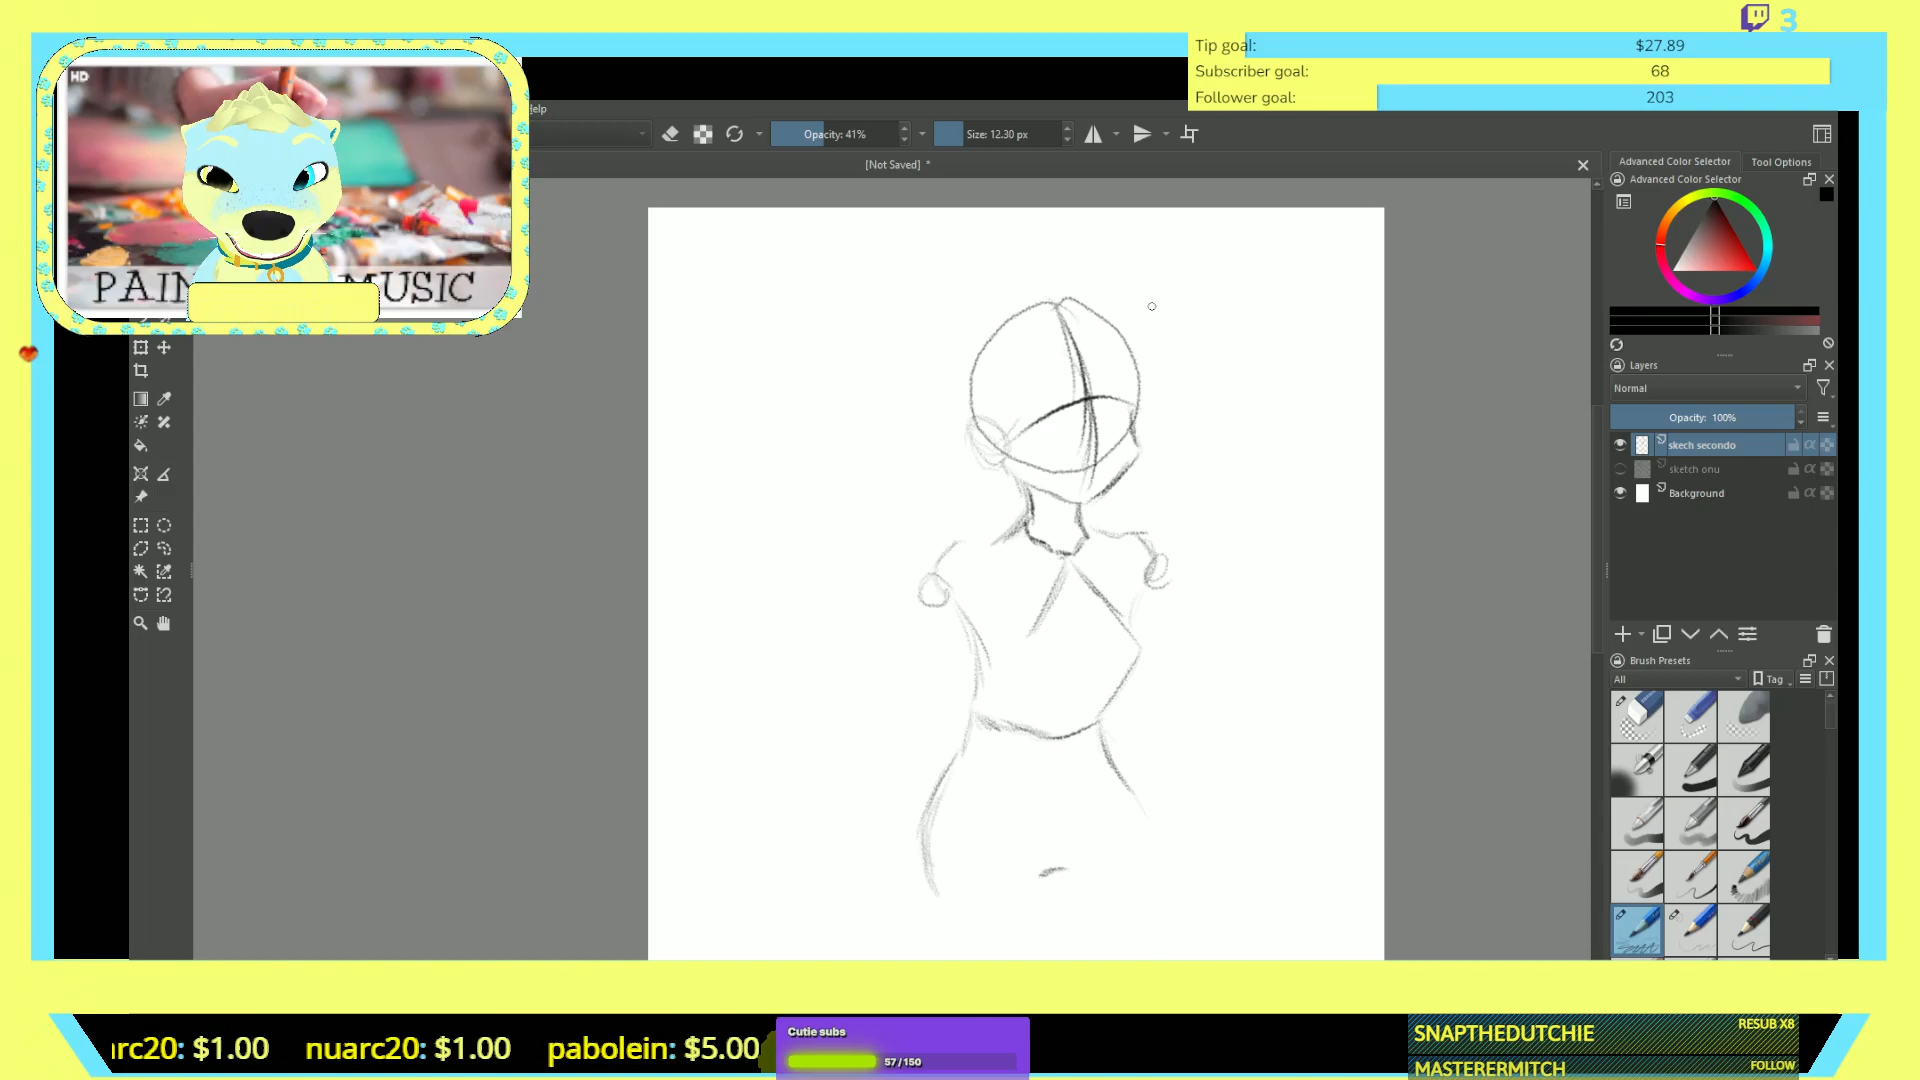 3
Tip goal: $27.89
Subscriber goal: 68
Follower goal: 203
HD
MUSIC
Opacity: 41%
Size: 12.30 px
[Not Saved] *
Advanced Color Selector
Tool Options
Advanced Color Selector
Layers
Normal
Opacity: 100%
skech secondo
sketch onu
Background
Brush Presets
All
Tag
rc20: $1.00 nuarc20: $1.00 pabolein: $5.00
Cutie subs
57/150
SNAPTHEDUTCHIE RESUB X8
MASTERERMITCH FOLLOW